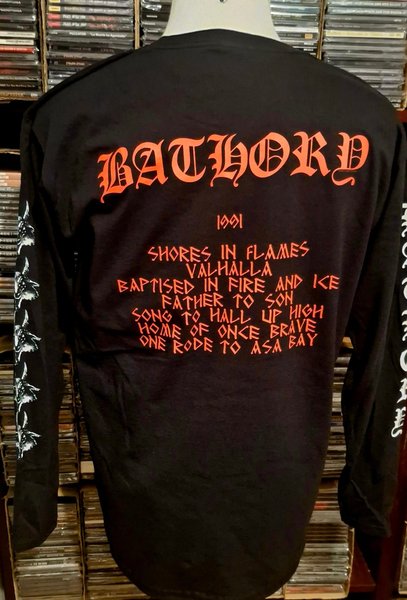 BATHORY
1991
SHORES IN FLAMES
VALHALLA
BAPTISED IN FIRE AND ICE
FATHER TO SON
SONG TO HALL UP HIGH
HOME OF ONCE BRAVE
ONE RODE TO ASA BAY